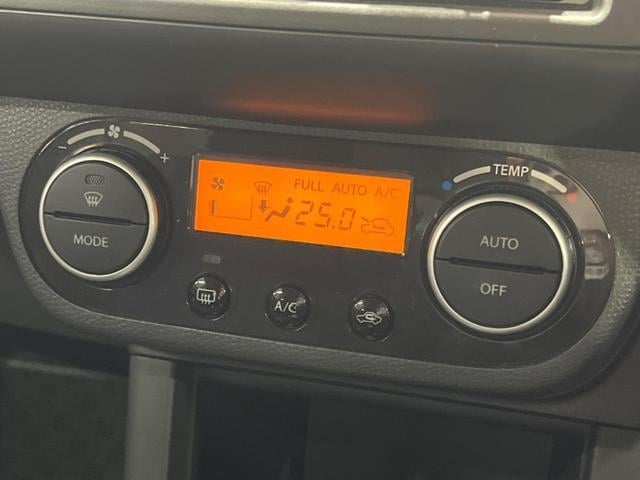 - +
FULL AUTO A/C
25.0
TEMP
MODE
AUTO
OFF
A/C